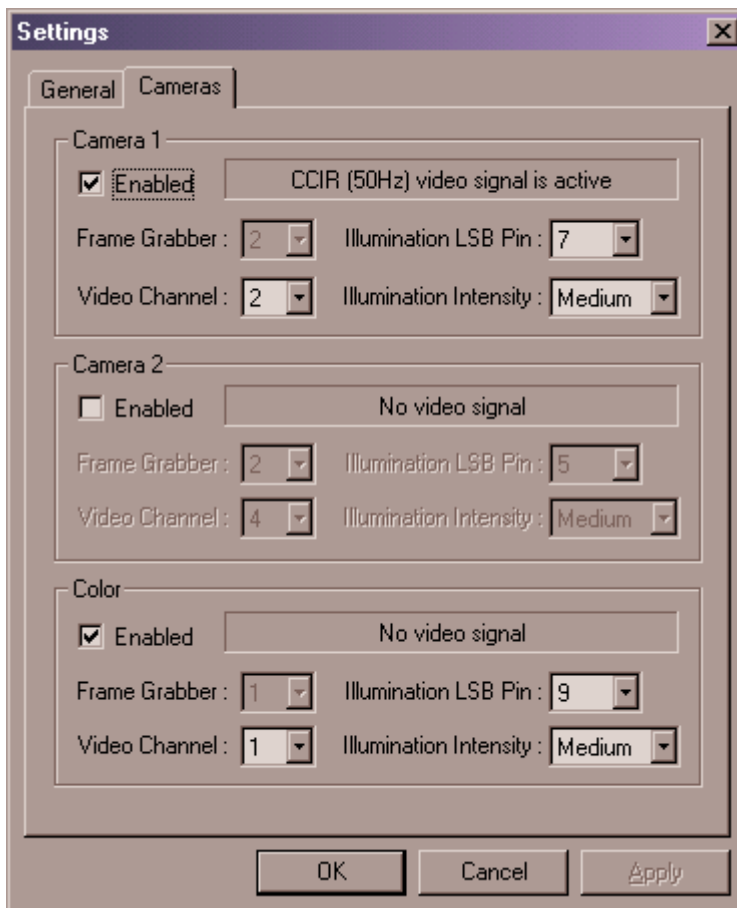 Settings
General Cameras
Camera 1
Enabled CCIR (50Hz) video signal is active
Frame Grabber : 2 Illumination LSB Pin : 7
Video Channel : 2 Illumination Intensity : Medium
Camera 2
Enabled No video signal
Frame Grabber : 2 Illumination LSB Pin : 5
Video Channel : 4 Illumination Intensity : Medium
Color
Enabled No video signal
Frame Grabber : 1 Illumination LSB Pin : 9
Video Channel : 1 Illumination Intensity : Medium
OK Cancel Apply